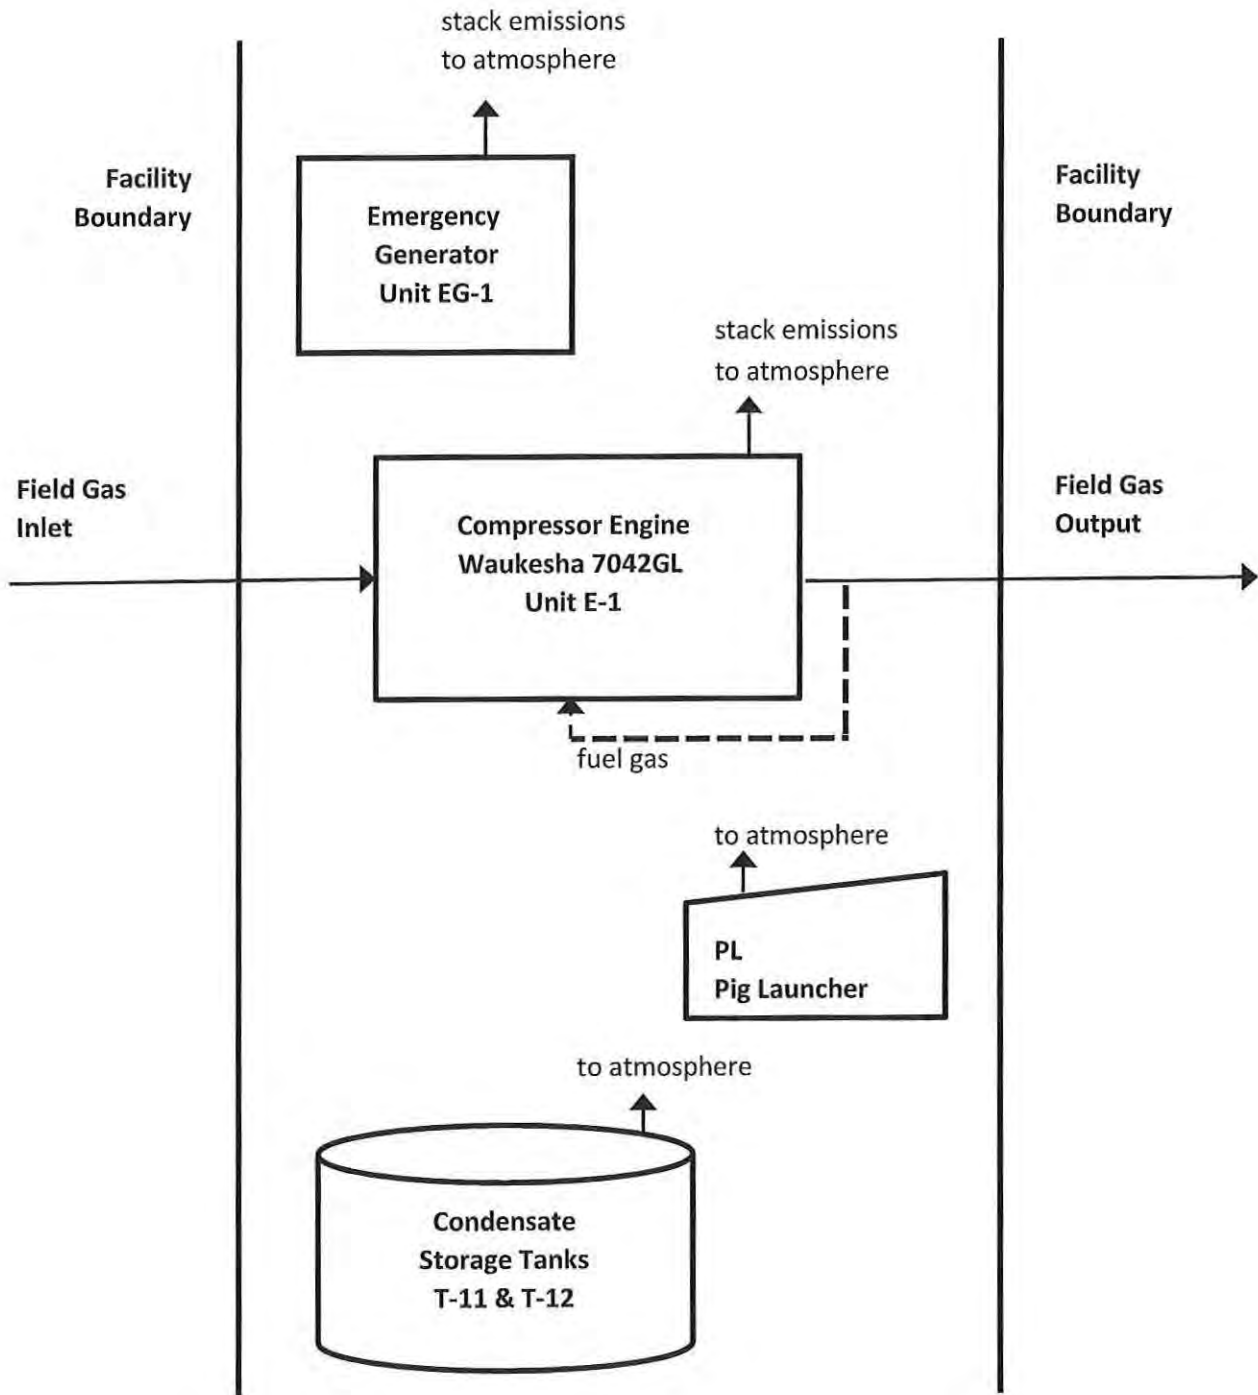 stack emissions
to atmosphere
Facility
Boundary
Emergency
Generator
Unit EG-1
Facility
Boundary
stack emissions
to atmosphere
Field Gas
Inlet
Compressor Engine
Waukesha 7042GL
Unit E-1
Field Gas
Output
fuel gas
to atmosphere
PL
Pig Launcher
to atmosphere
Condensate
Storage Tanks
T-11 & T-12